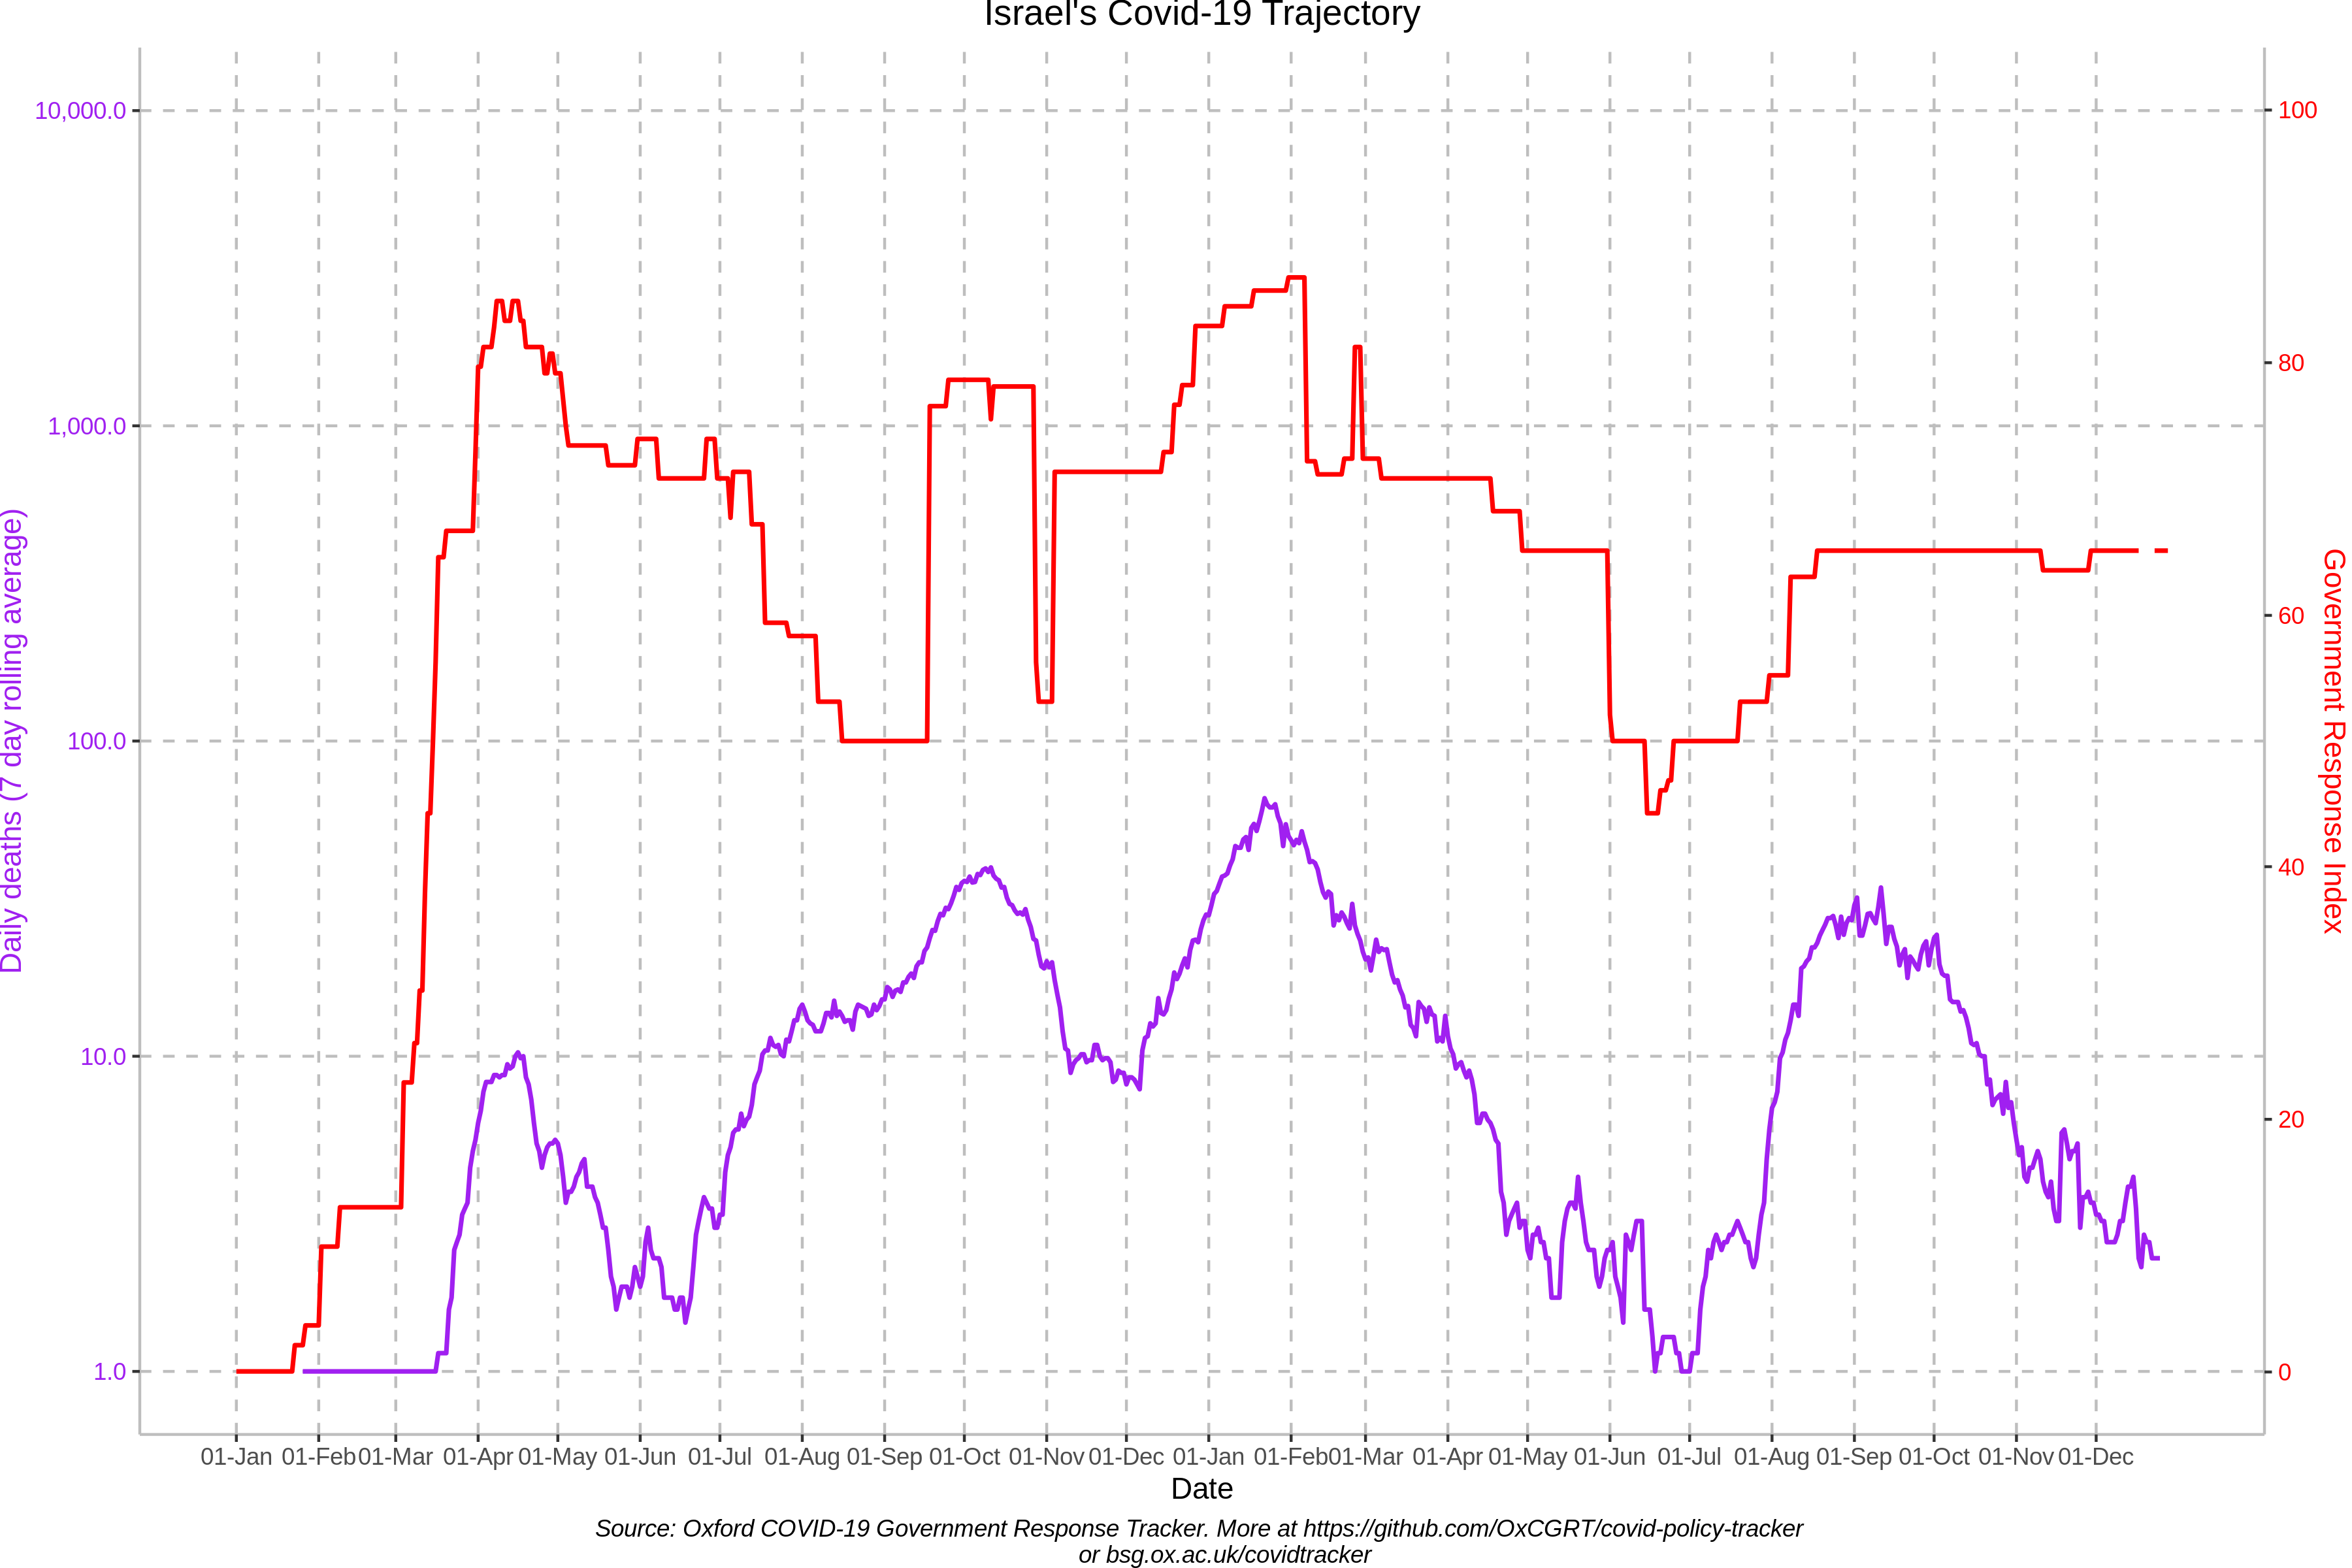 Israel's Covid-19 Trajectory
10,000.0
1,000.0
100.0
10.0
1.0
Daily deaths (7 day rolling average)
100
80
60
40
20
0
Government Response Index
01-Jan 01-Feb 01-Mar 01-Apr 01-May 01-Jun 01-Jul 01-Aug 01-Sep 01-Oct 01-Nov 01-Dec 01-Jan 01-Feb 01-Mar 01-Apr 01-May 01-Jun 01-Jul 01-Aug 01-Sep 01-Oct 01-Nov 01-Dec
Date
Source: Oxford COVID-19 Government Response Tracker. More at https://github.com/OxCGRT/covid-policy-tracker
or bsg.ox.ac.uk/covidtracker